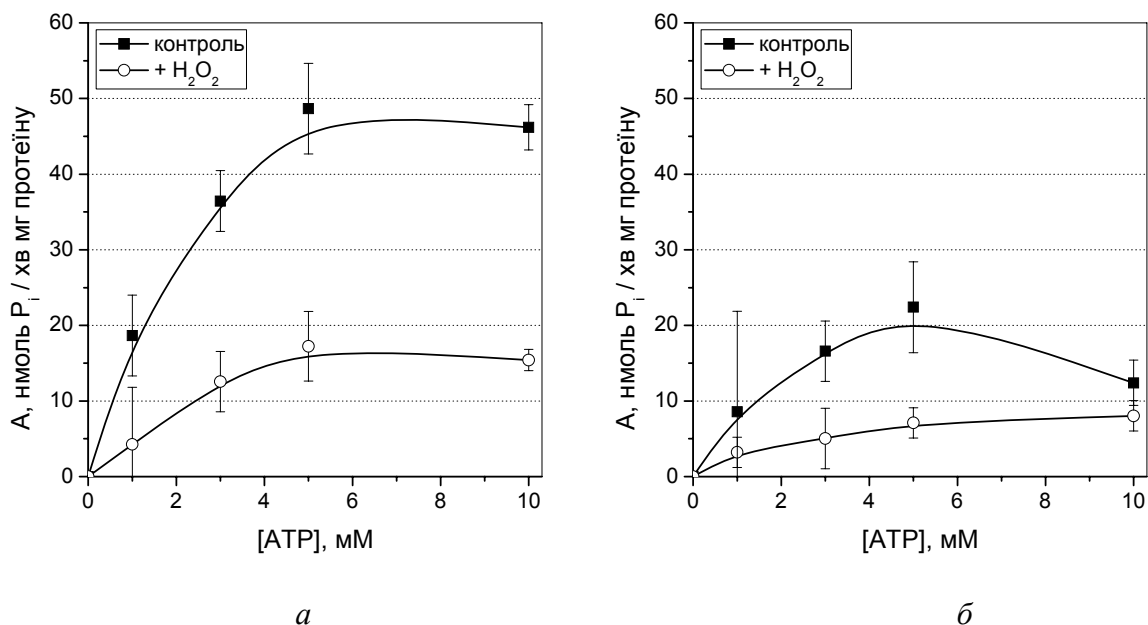 60
50
40
30
20
10
0
контроль
+ H₂O₂
A, нмоль Pᵢ / хв мг протеїну
0 2 4 6 8 10
[ATP], мМ
а
60
50
40
30
20
10
0
контроль
+ H₂O₂
A, нмоль Pᵢ / хв мг протеїну
0 2 4 6 8 10
[ATP], мМ
б